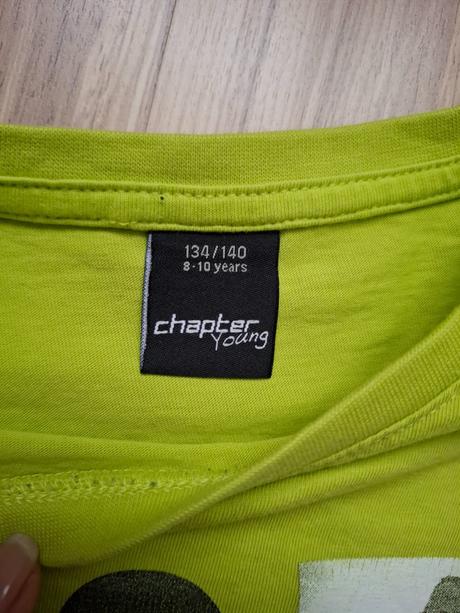 134/140
8-10 years
chapter
young